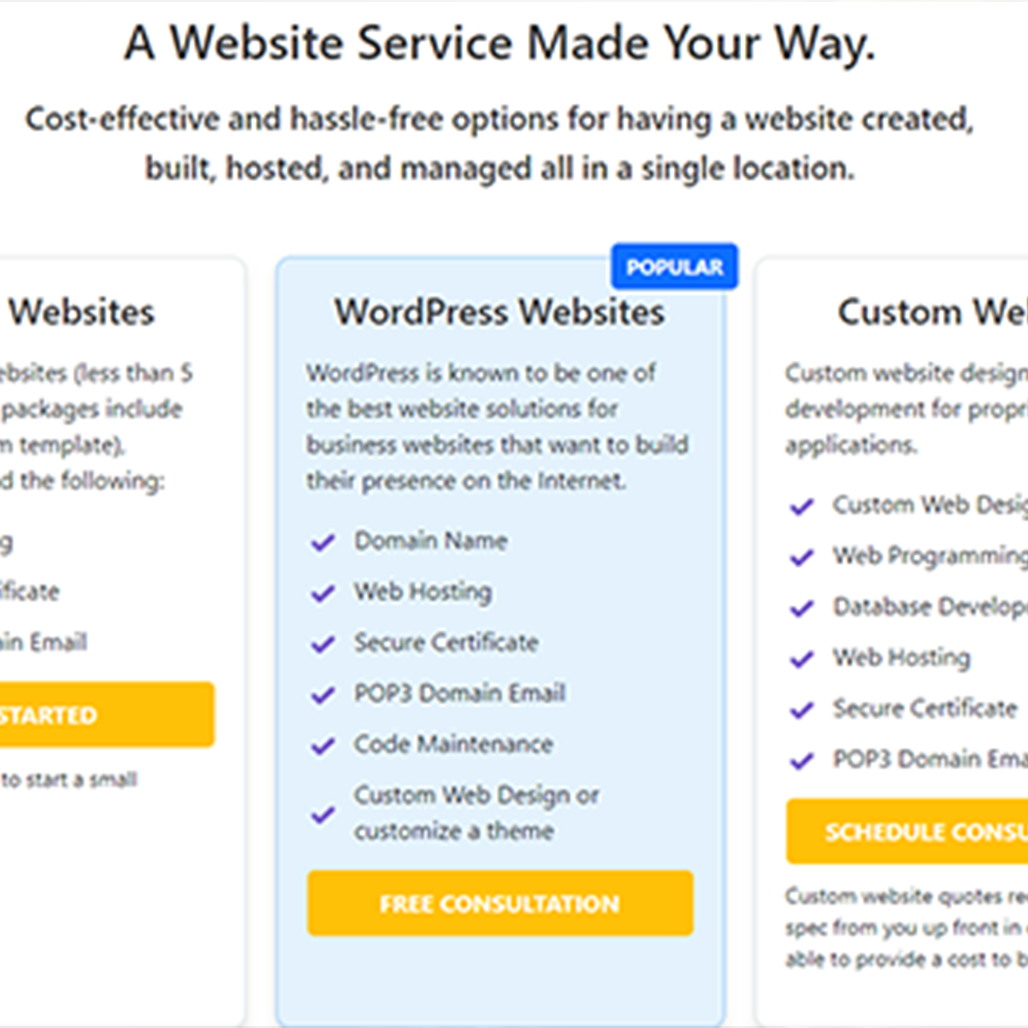 A Website Service Made Your Way.
Cost-effective and hassle-free options for having a website created,
built, hosted, and managed all in a single location.
Websites
ebsites (less than 5
packages include
m template),
d the following:
g
ificate
ain Email
STARTED
to start a small
POPULAR
WordPress Websites
WordPress is known to be one of
the best website solutions for
business websites that want to build
their presence on the Internet.
Domain Name
Web Hosting
Secure Certificate
POP3 Domain Email
Code Maintenance
Custom Web Design or
customize a theme
FREE CONSULTATION
Custom We
Custom website design
development for propri
applications.
Custom Web Desig
Web Programming
Database Develop
Web Hosting
Secure Certificate
POP3 Domain Ema
SCHEDULE CONSU
Custom website quotes re
spec from you up front in
able to provide a cost to b